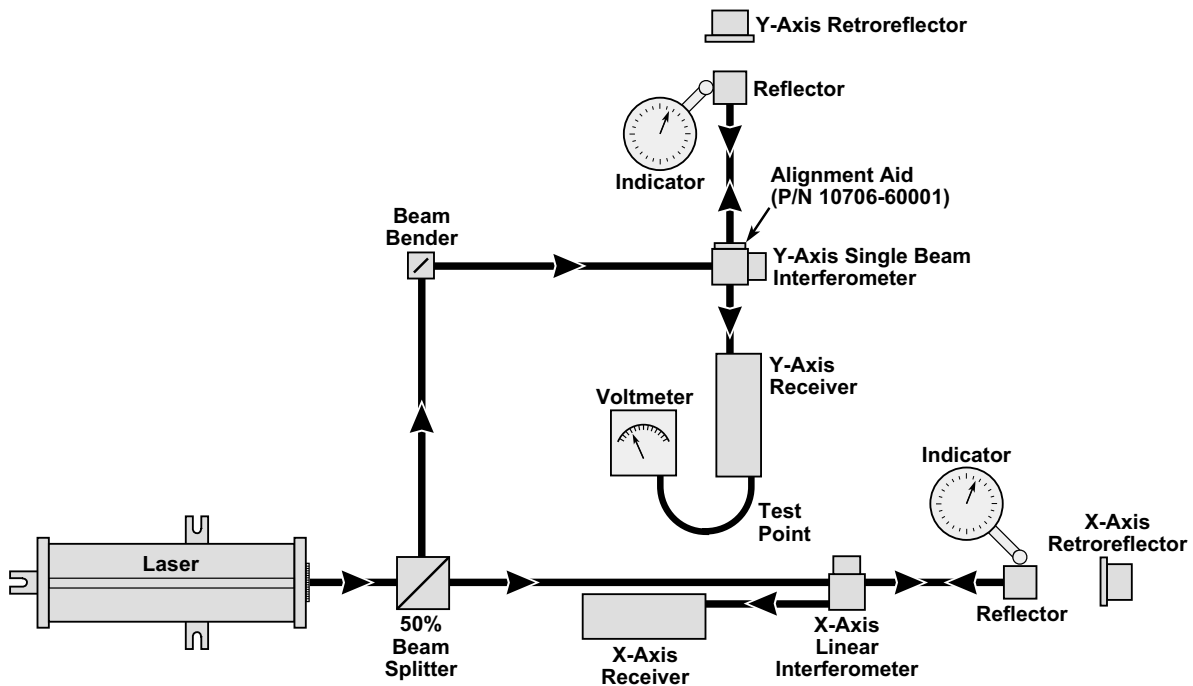 Y-Axis Retroreflector
Reflector
Indicator
Alignment Aid
(P/N 10706-60001)
Beam
Bender
Y-Axis Single Beam
Interferometer
Y-Axis
Receiver
Voltmeter
Indicator
Test
Point
X-Axis
Retroreflector
Laser
Reflector
50%
Beam
Splitter
X-Axis
Receiver
X-Axis
Linear
Interferometer